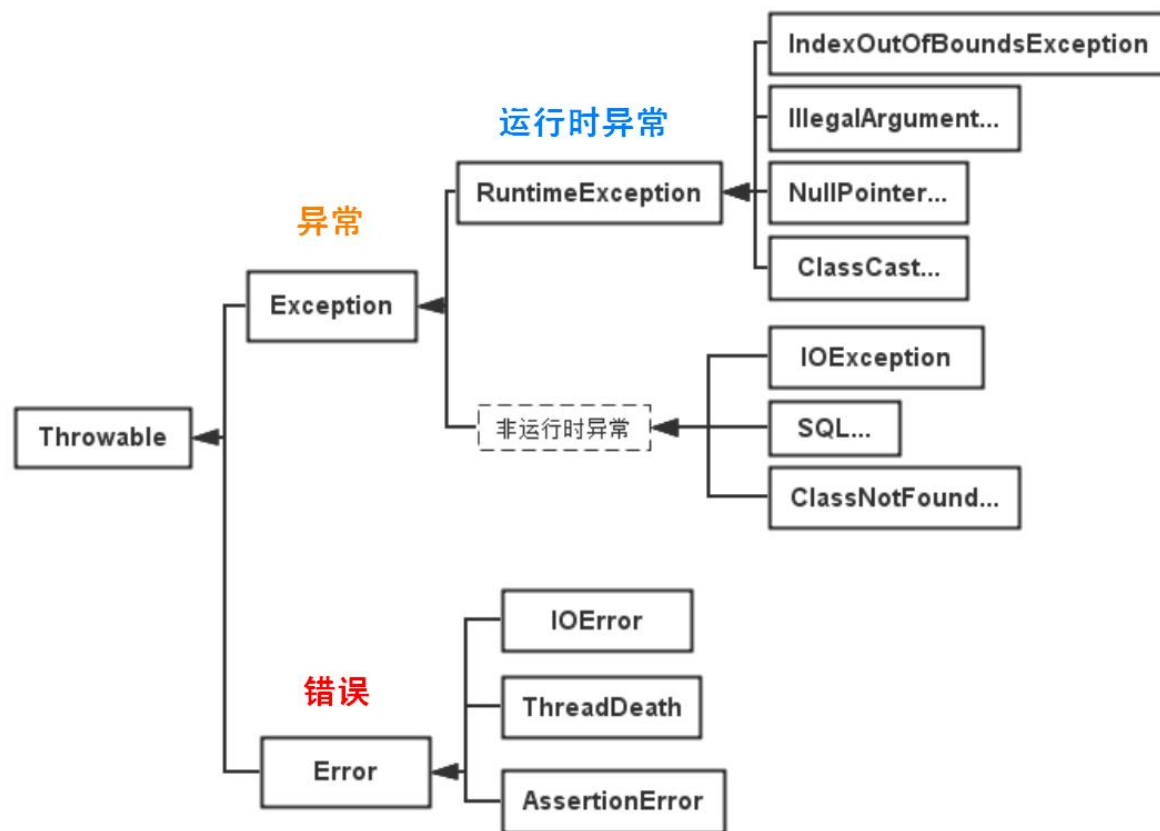 IndexOutOfBoundsException
IllegalArgument...
运行时异常
RuntimeException
NullPointer...
异常
ClassCast...
Exception
IOException
Throwable
非运行时异常
SQL...
ClassNotFound...
IOError
错误
ThreadDeath
Error
AssertionError